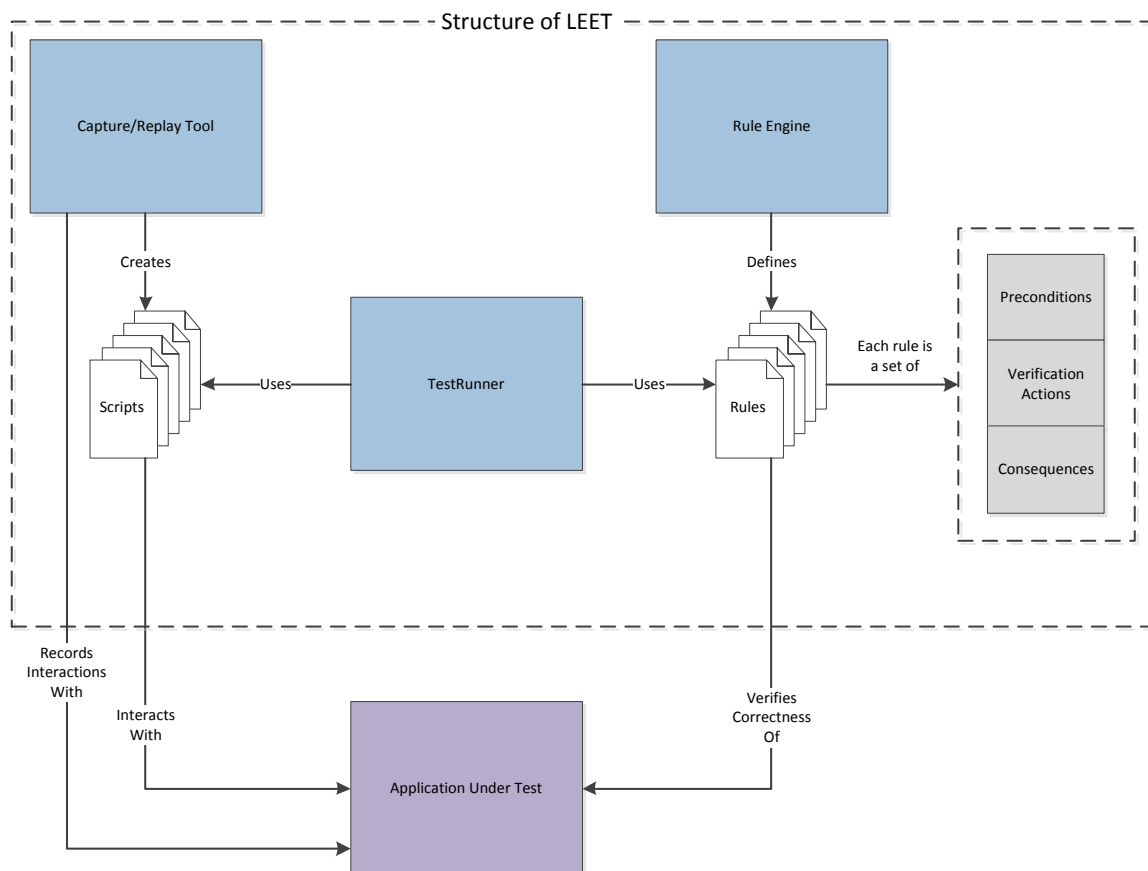 Structure of LEET
Capture/Replay Tool
Rule Engine
Creates
Defines
Preconditions
Each rule is
a set of
Verification
Actions
Scripts
Uses
TestRunner
Uses
Rules
Consequences
Records
Interactions
With
Interacts
With
Verifies
Correctness
Of
Application Under Test